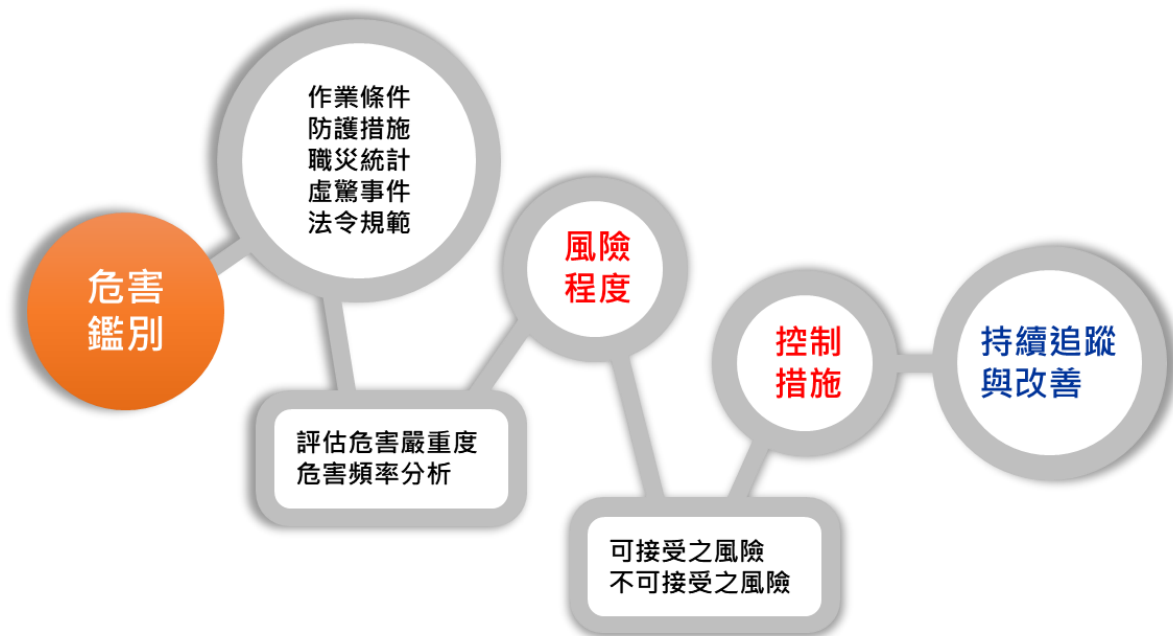 危害
鑑別
作業條件
防護措施
職災統計
虛驚事件
法令規範
評估危害嚴重度
危害頻率分析
風險
程度
可接受之風險
不可接受之風險
控制
措施
持續追蹤
與改善